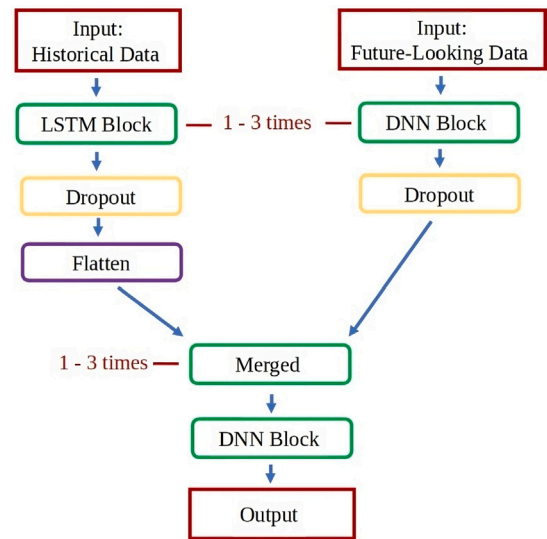 Input:
Historical Data
Input:
Future-Looking Data
LSTM Block
1 - 3 times
DNN Block
Dropout
Dropout
Flatten
1 - 3 times
Merged
DNN Block
Output